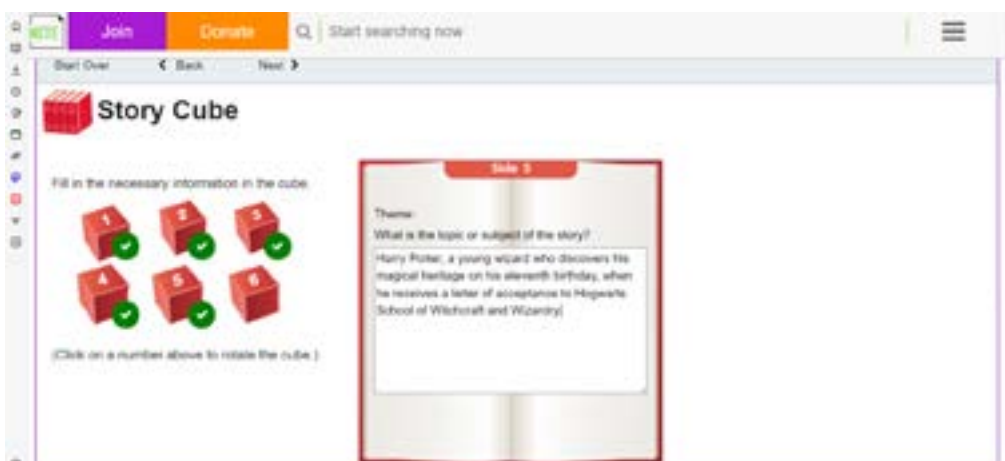 Join
Donate
Start searching now
Start Over
Back
Next
Story Cube
Fill in the necessary information in the cube.
1
2
3
4
5
6
(Click on a number above to rotate the cube.)
Side 5
Theme:
What is the topic or subject of the story?
Harry Potter, a young wizard who discovers his
magical heritage on his eleventh birthday, when
he receives a letter of acceptance to Hogwarts
School of Witchcraft and Wizardry